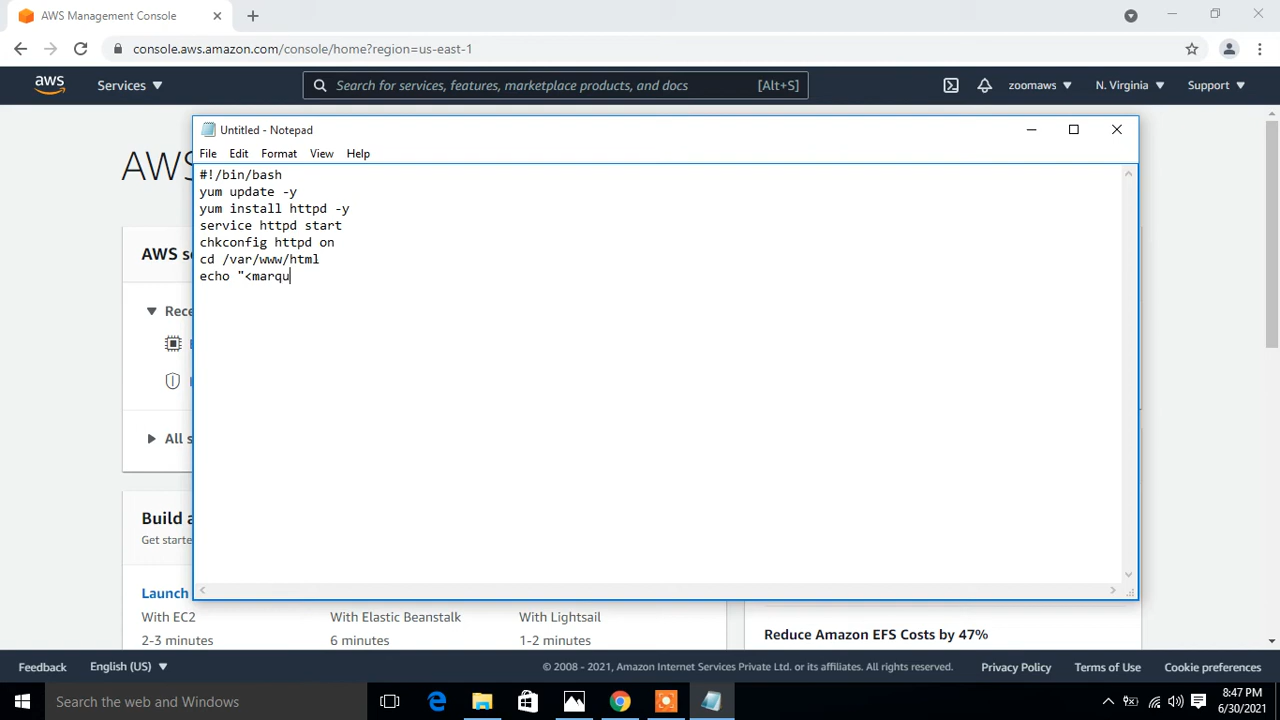 AWS Management Console
console.aws.amazon.com/console/home?region=us-east-1
aws
Services
Search for services, features, marketplace products, and docs
[Alt+S]
zoomaws
N. Virginia
Support
Untitled - Notepad
File Edit Format View Help
#!/bin/bash
yum update -y
yum install httpd -y
service httpd start
chkconfig httpd on
cd /var/www/html
echo "<marqu
AWS
AWS se
Rece
All s
Build a
Get starte
Launch
With EC2
2-3 minutes
With Elastic Beanstalk
6 minutes
With Lightsail
1-2 minutes
Reduce Amazon EFS Costs by 47%
Feedback
English (US)
© 2008 - 2021, Amazon Internet Services Private Ltd. or its affiliates. All rights reserved.
Privacy Policy
Terms of Use
Cookie preferences
Search the web and Windows
8:47 PM
6/30/2021